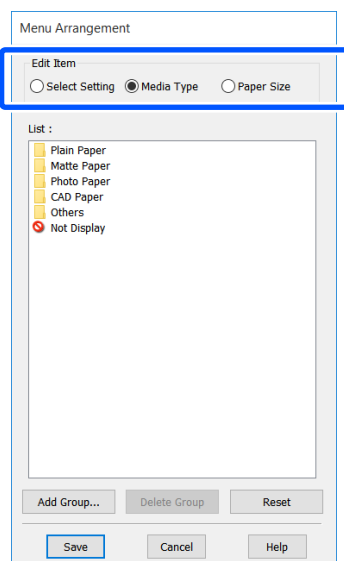 Menu Arrangement
Edit Item
Select Setting Media Type Paper Size
List :
Plain Paper
Matte Paper
Photo Paper
CAD Paper
Others
Not Display
Add Group... Delete Group Reset
Save Cancel Help